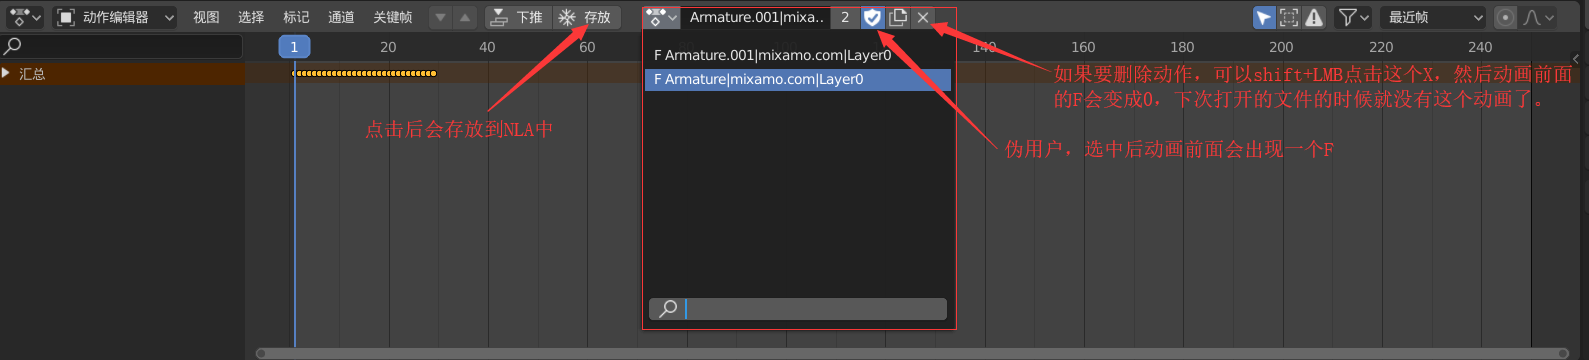 动作编辑器 视图 选择 标记 通道 关键帧 下推 存放 Armature.001|mixa.. 2 最近帧
1 20 40 60 140 160 180 200 220 240
汇总
F Armature.001|mixamo.com|Layer0
F Armature|mixamo.com|Layer0
点击后会存放到NLA中
如果要删除动作，可以shift+LMB点击这个X，然后动画前面
的F会变成0，下次打开的文件的时候就没有这个动画了。
伪用户，选中后动画前面会出现一个F